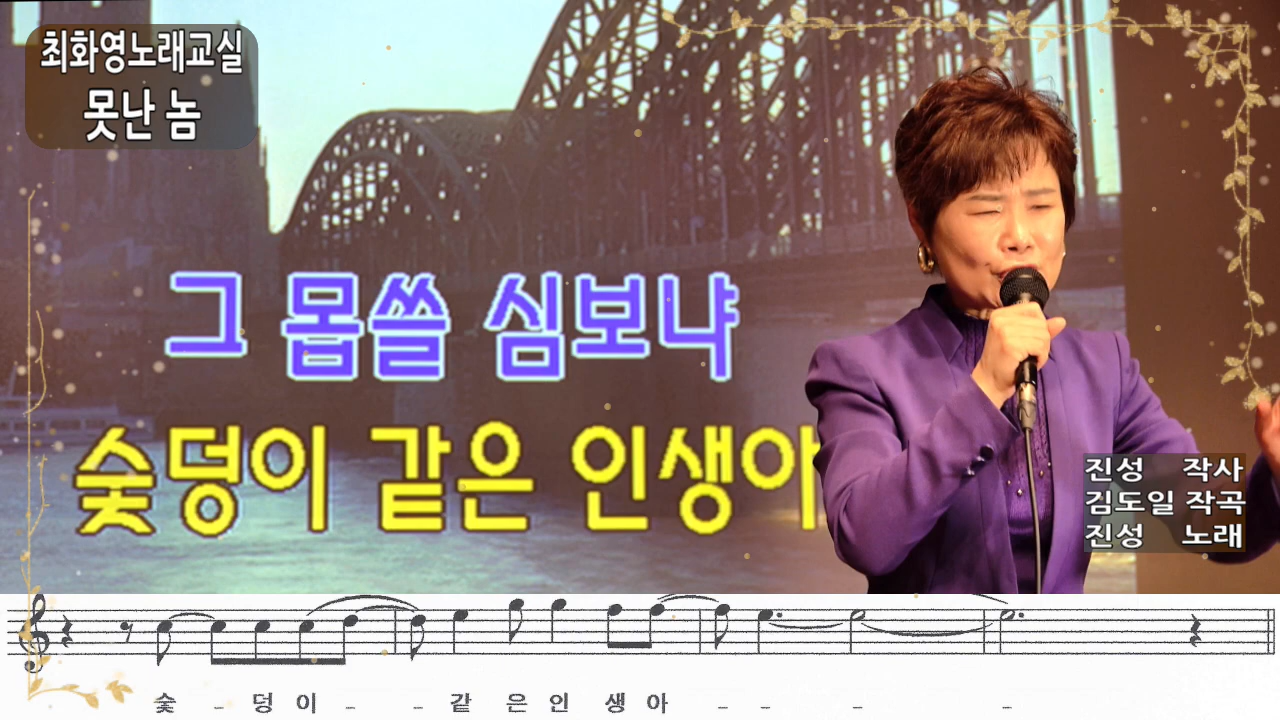 최화영노래교실
못난 놈
그 몹쓸 심보냐
숯덩이 같은 인생아
진성 작사
김도일 작곡
진성 노래
숯 - 덩 이 - - 같 은 인 생 아 - - - -